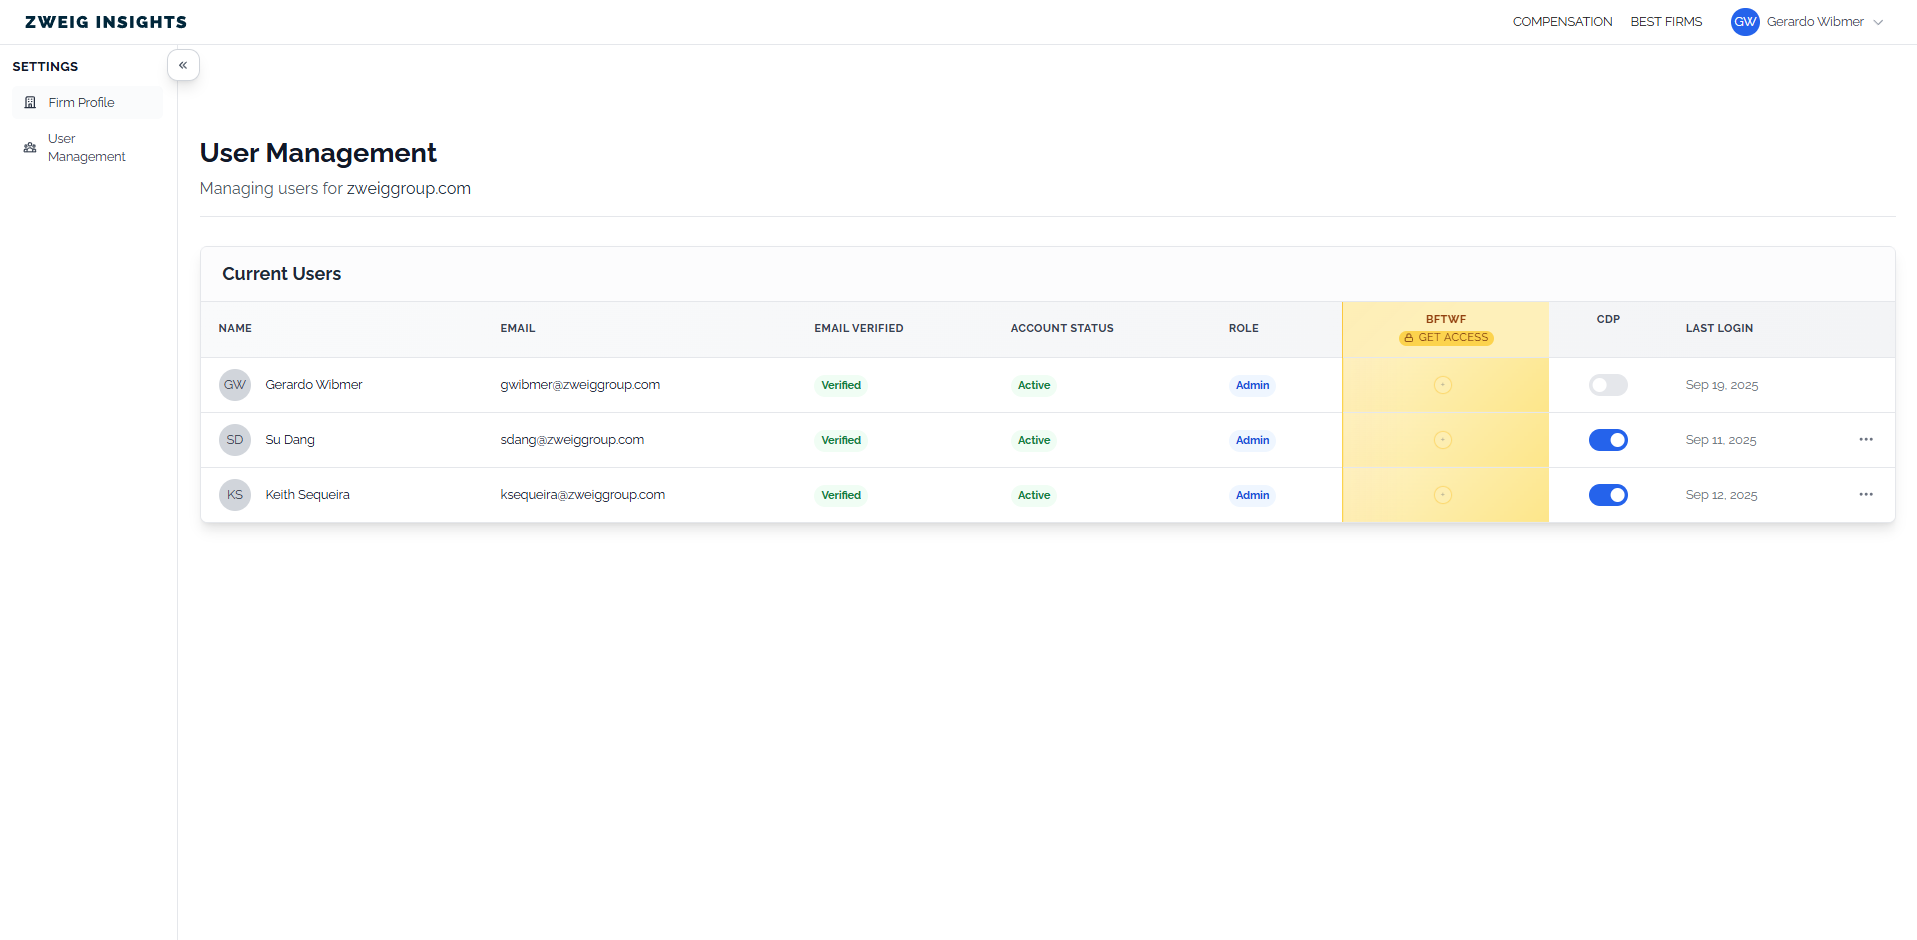 ZWEIG INSIGHTS
COMPENSATION
BEST FIRMS
GW
Gerardo Wibmer
SETTINGS
Firm Profile
User
Management
User Management
Managing users for zweiggroup.com
Current Users
NAME EMAIL EMAIL VERIFIED ACCOUNT STATUS ROLE BFTWF CDP LAST LOGIN
GET ACCESS
GW Gerardo Wibmer gwibmer@zweiggroup.com Verified Active Admin Sep 19, 2025
SD Su Dang sdang@zweiggroup.com Verified Active Admin Sep 11, 2025
KS Keith Sequeira ksequeira@zweiggroup.com Verified Active Admin Sep 12, 2025